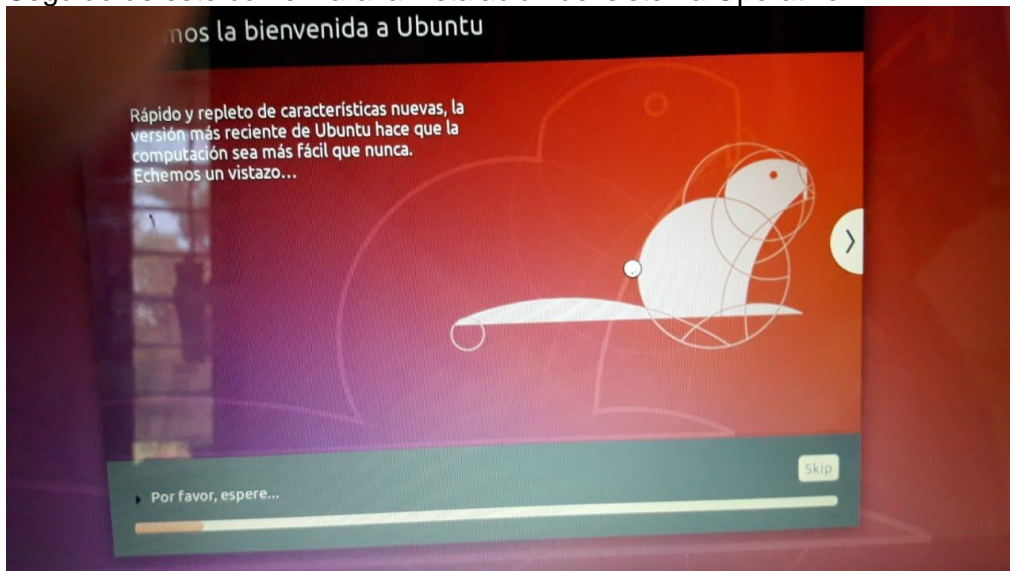 mos la bienvenida a Ubuntu
Rápido y repleto de características nuevas, la
versión más reciente de Ubuntu hace que la
computación sea más fácil que nunca.
Echemos un vistazo...
Skip
Por favor, espere...